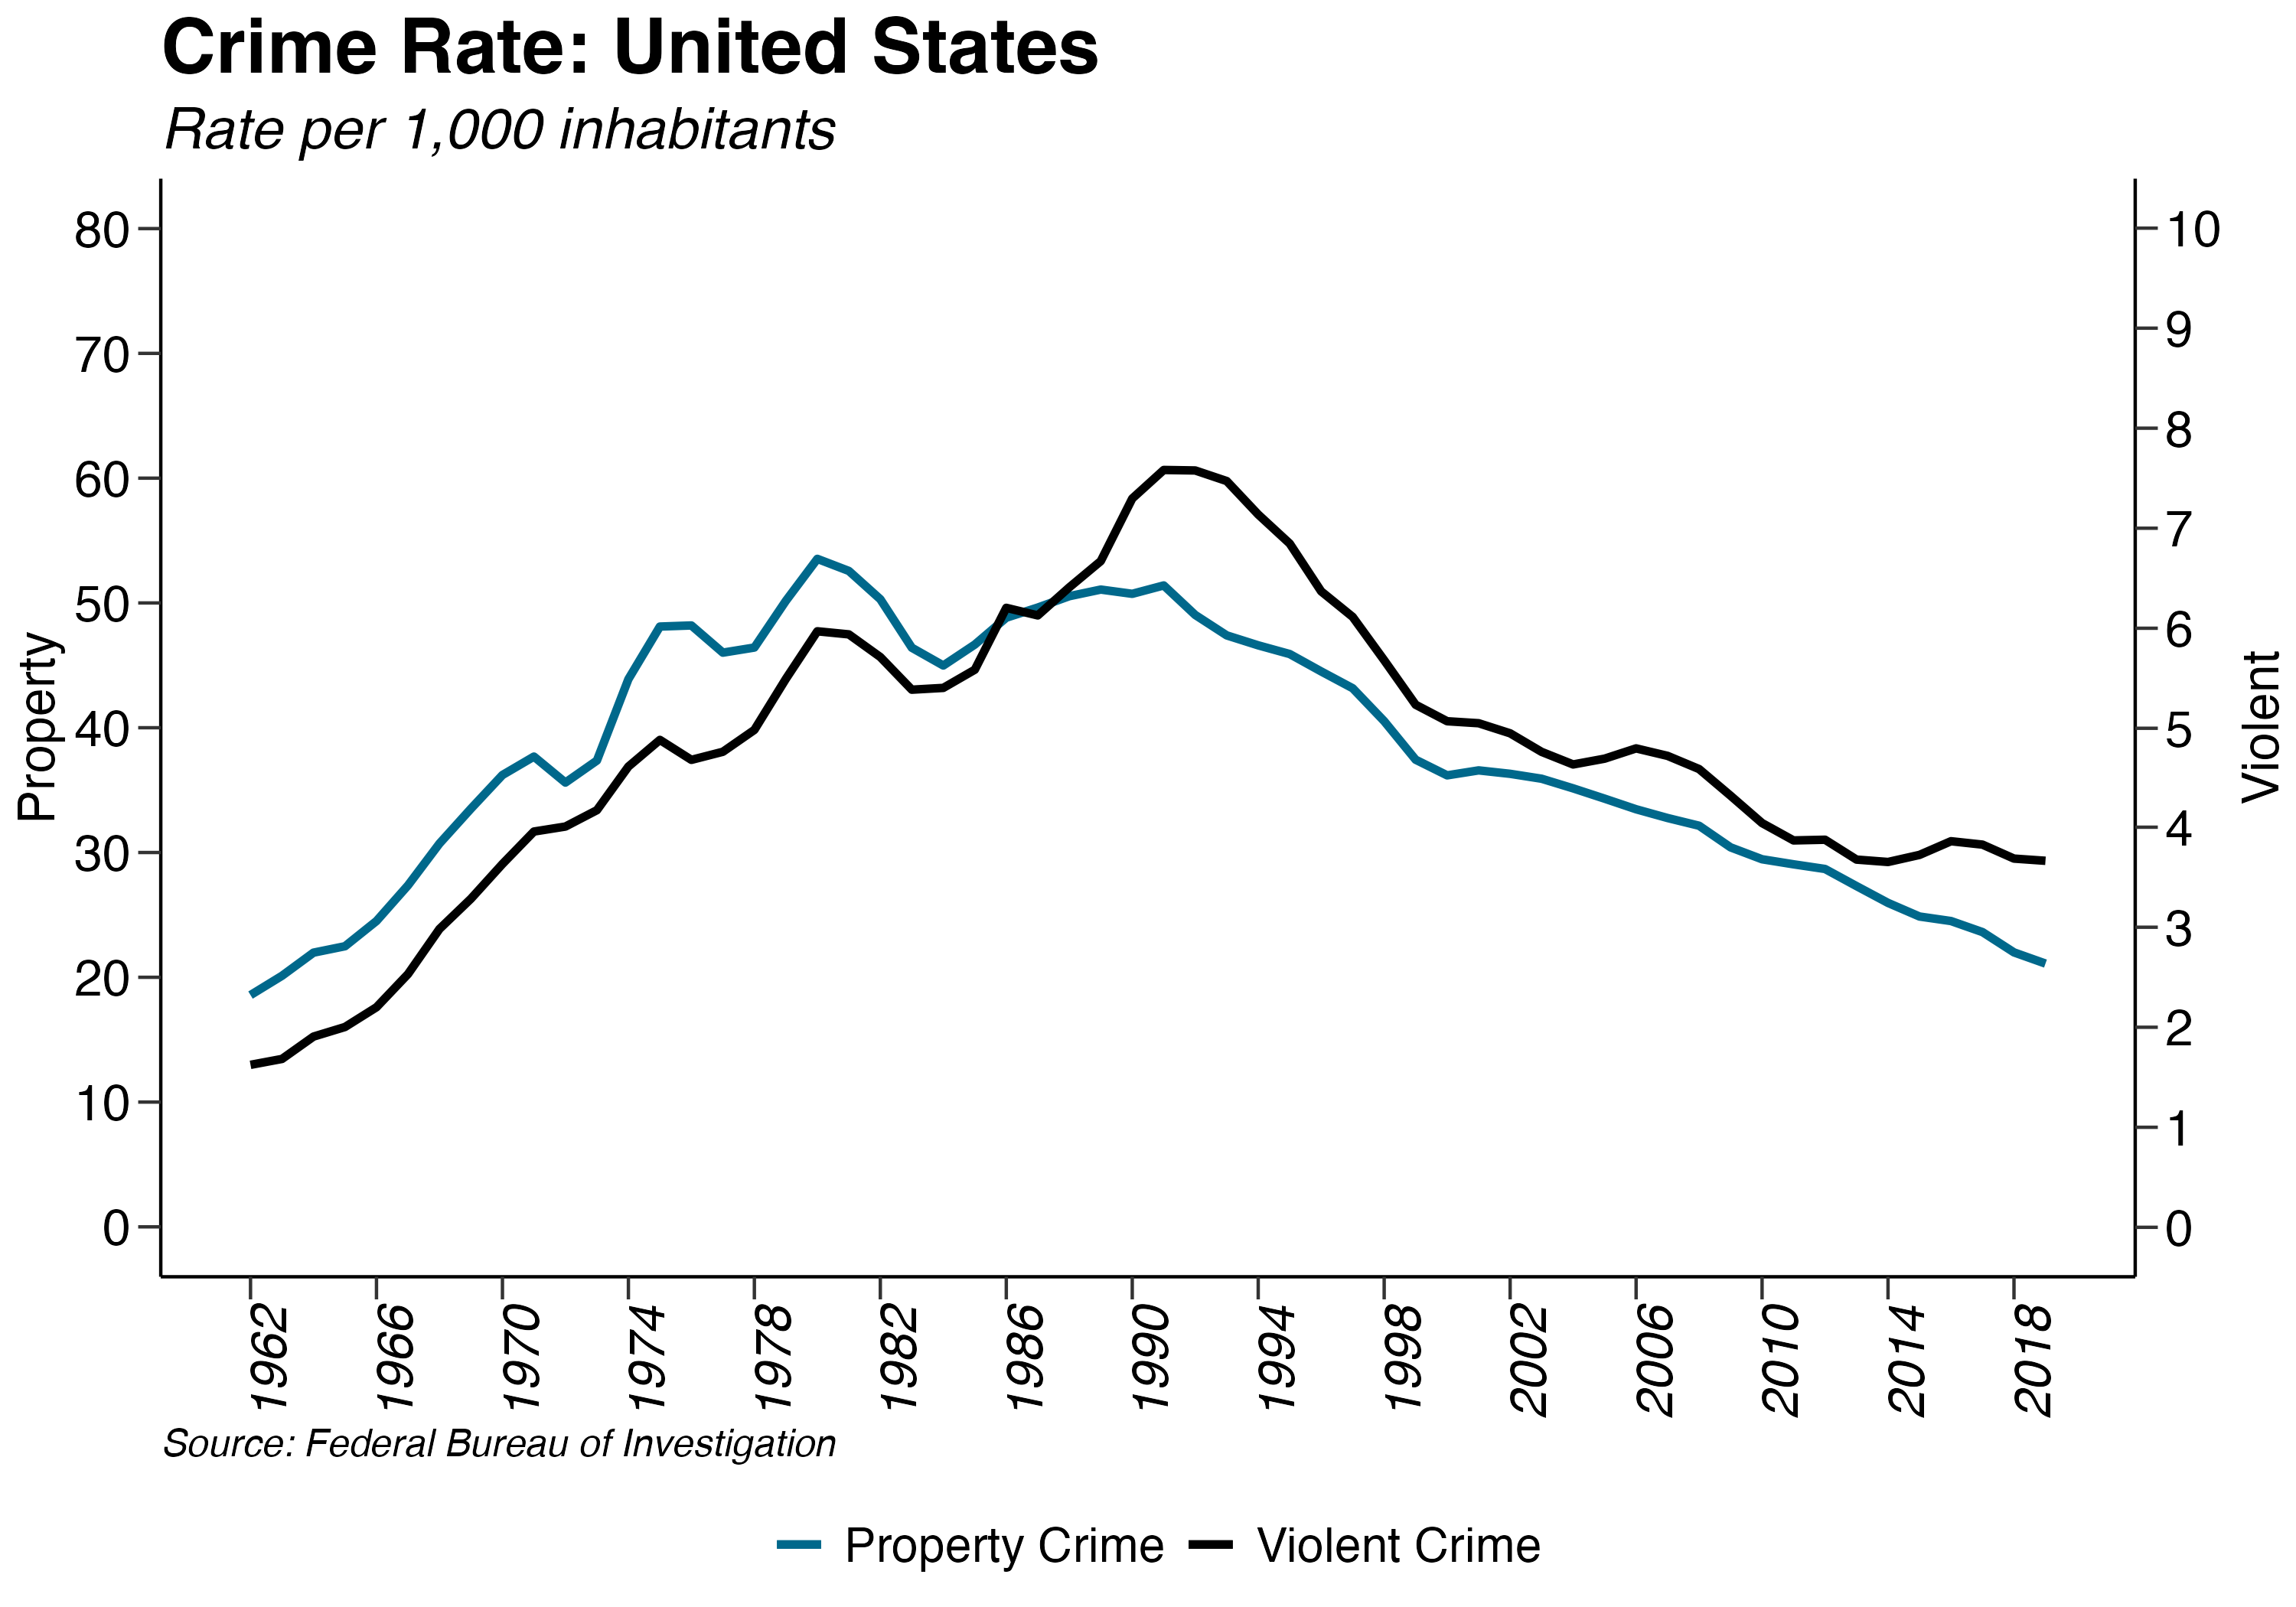 Crime Rate: United States
Rate per 1,000 inhabitants
Property
80
70
60
50
40
30
20
10
0
10
9
8
7
6
5
4
3
2
1
0
Violent
1962 1966 1970 1974 1978 1982 1986 1990 1994 1998 2002 2006 2010 2014 2018
Source: Federal Bureau of Investigation
Property Crime Violent Crime